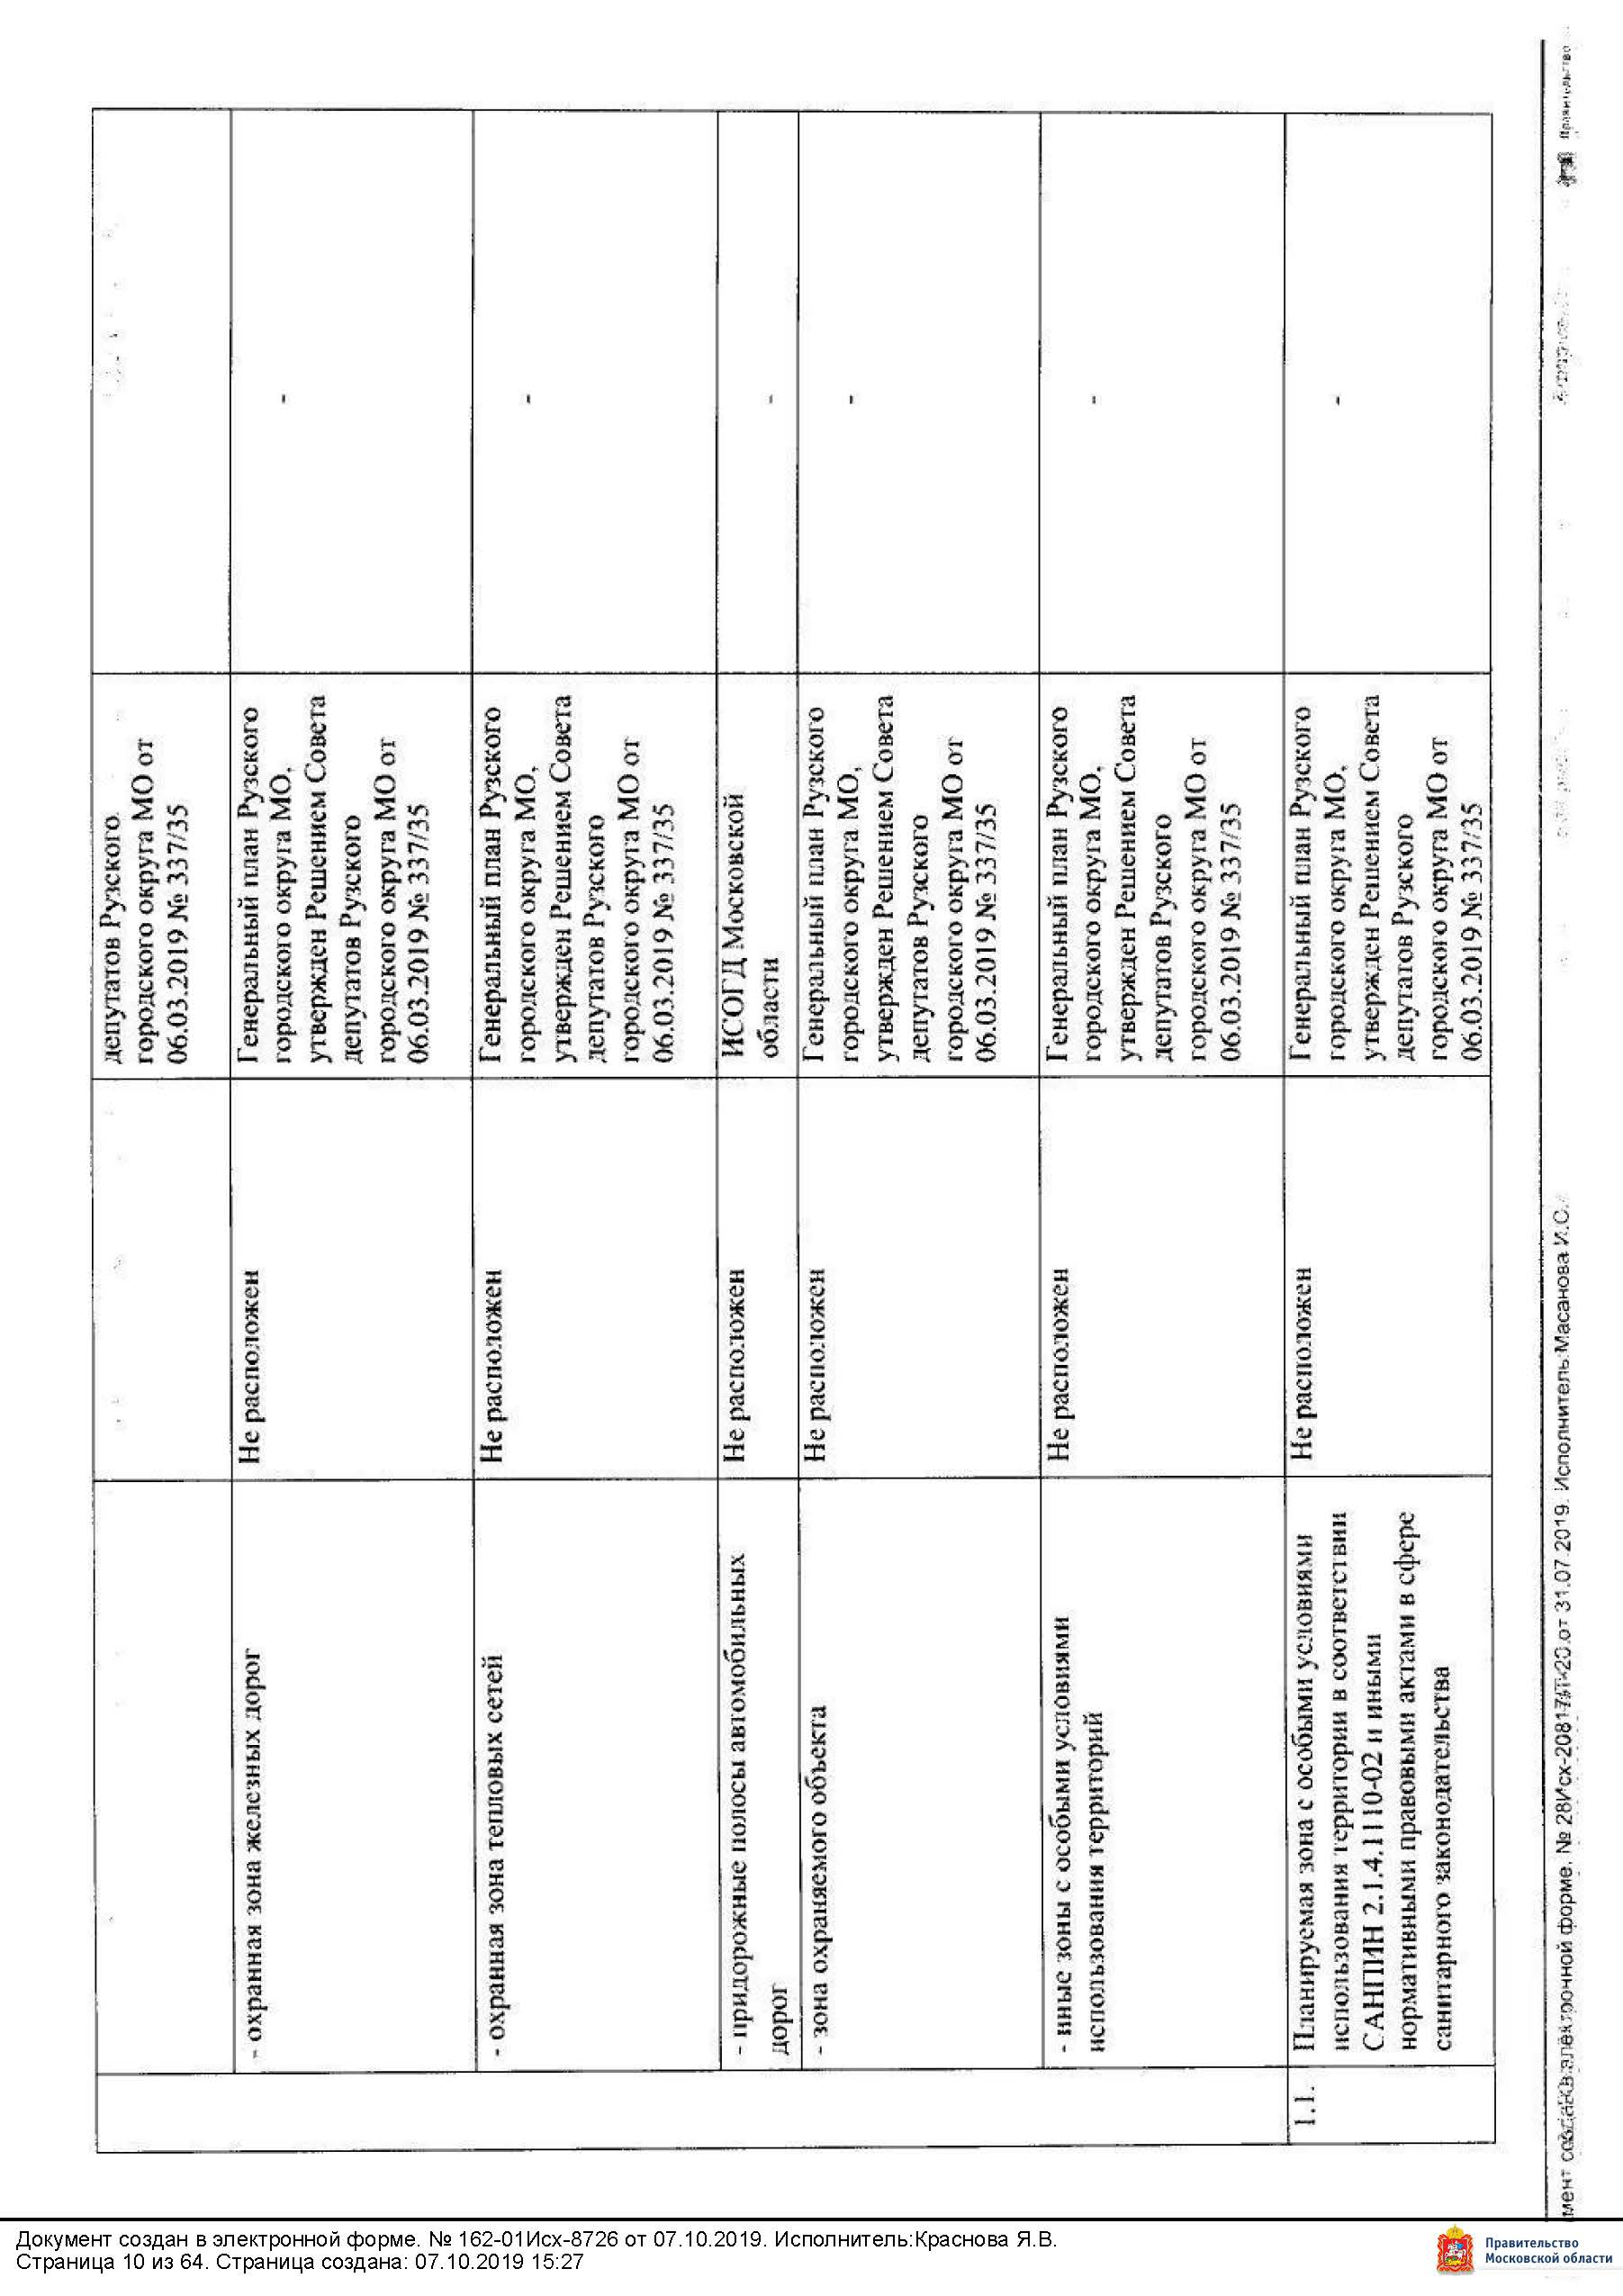 депутатов Рузского
городского округа МО от
06.03.2019 № 337/35
- охранная зона железных дорог
Не расположен
Генеральный план Рузского
городского округа МО,
утвержден Решением Совета
депутатов Рузского
городского округа МО от
06.03.2019 № 337/35
-
- охранная зона тепловых сетей
Не расположен
Генеральный план Рузского
городского округа МО,
утвержден Решением Совета
депутатов Рузского
городского округа МО от
06.03.2019 № 337/35
-
- придорожные полосы автомобильных
дорог
Не расположен
ИСОГД Московской
области
-
- зона охраняемого объекта
Не расположен
Генеральный план Рузского
городского округа МО,
утвержден Решением Совета
депутатов Рузского
городского округа МО от
06.03.2019 № 337/35
-
- иные зоны с особыми условиями
использования территорий
Не расположен
Генеральный план Рузского
городского округа МО,
утвержден Решением Совета
депутатов Рузского
городского округа МО от
06.03.2019 № 337/35
-
1.1.
Планируемая зона с особыми условиями
использования территории в соответствии
САНПИН 2.1.4.1110-02 и иными
нормативными правовыми актами в сфере
санитарного законодательства
Не расположен
Генеральный план Рузского
городского округа МО,
утвержден Решением Совета
депутатов Рузского
городского округа МО от
06.03.2019 № 337/35
-
мент создан в электронной форме. от 31.07.2019. Исполнитель:Масанова И.С.
Правительство
Документ создан в электронной форме. № 162-01Исх-8726 от 07.10.2019. Исполнитель:Краснова Я.В.
Страница 10 из 64. Страница создана: 07.10.2019 15:27
Правительство
Московской области